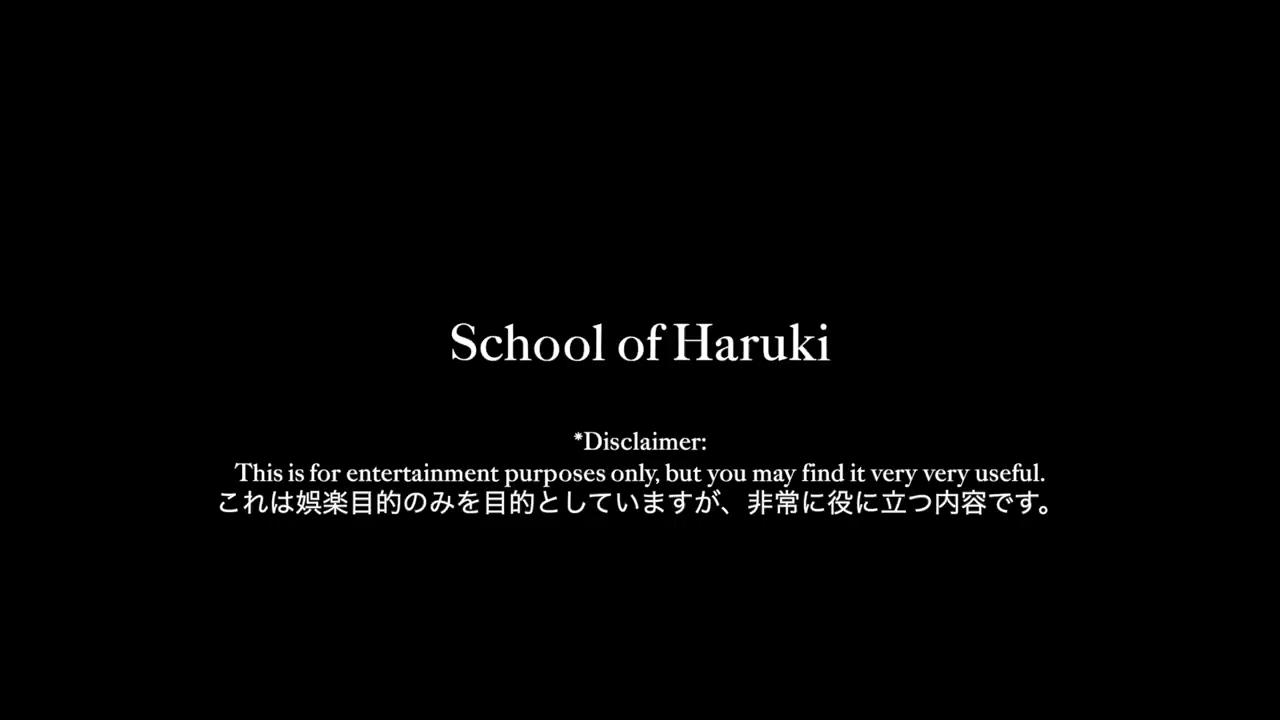 School of Haruki
*Disclaimer:
This is for entertainment purposes only, but you may find it very very useful.
これは娯楽目的のみを目的としていますが、非常に役に立つ内容です。